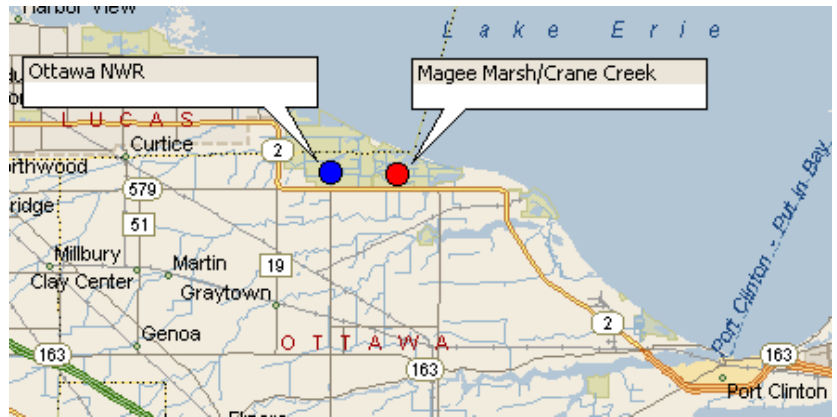 Harbor View
Lake Erie
Ottawa NWR
Magee Marsh/Crane Creek
LUCAS
2
Curtice
orthwood
579
ridge
51
Millbury
Martin
19
Clay Center
Graytown
Genoa
OTTAWA
2
163
163
163
Port Clinton - Put in Bay
Port Clinton
Elmore